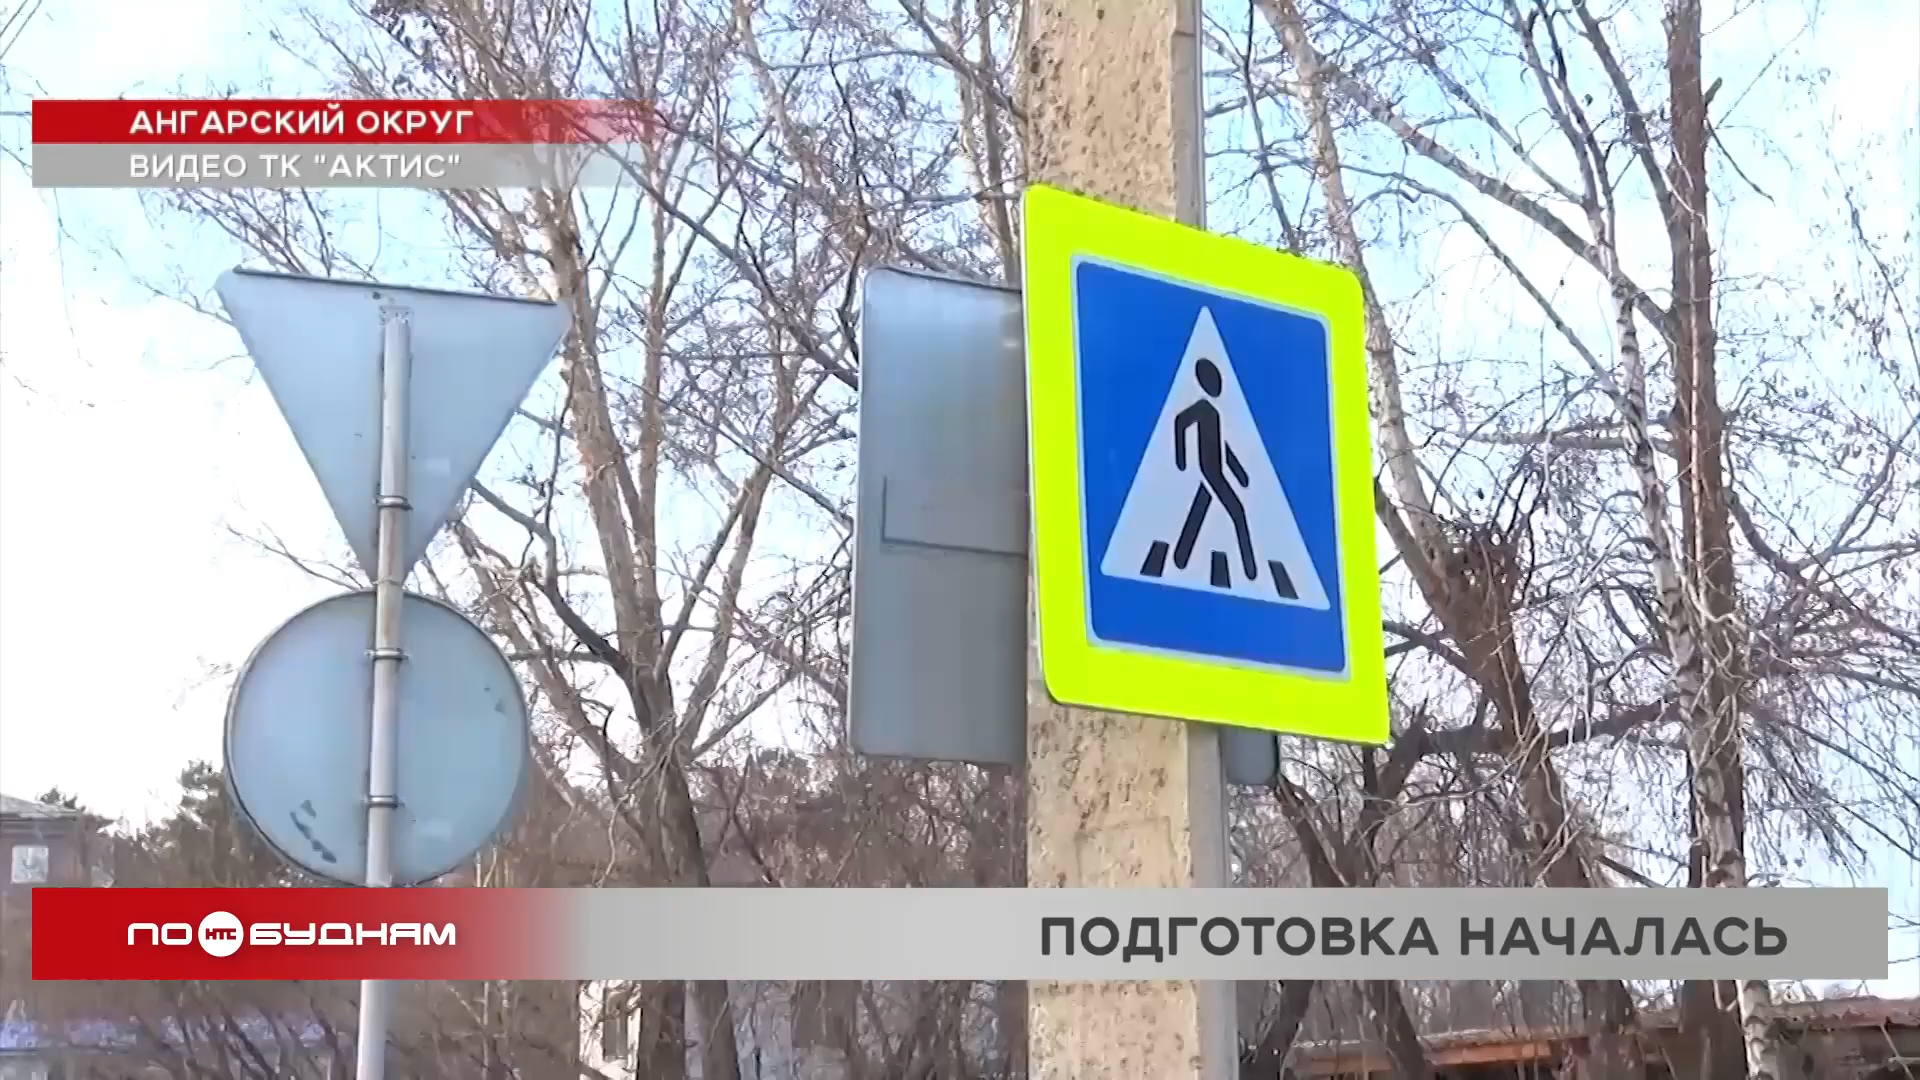 АНГАРСКИЙ ОКРУГ
ВИДЕО ТК "АКТИС"
ПО НТС БУДНЯМ
ПОДГОТОВКА НАЧАЛАСЬ